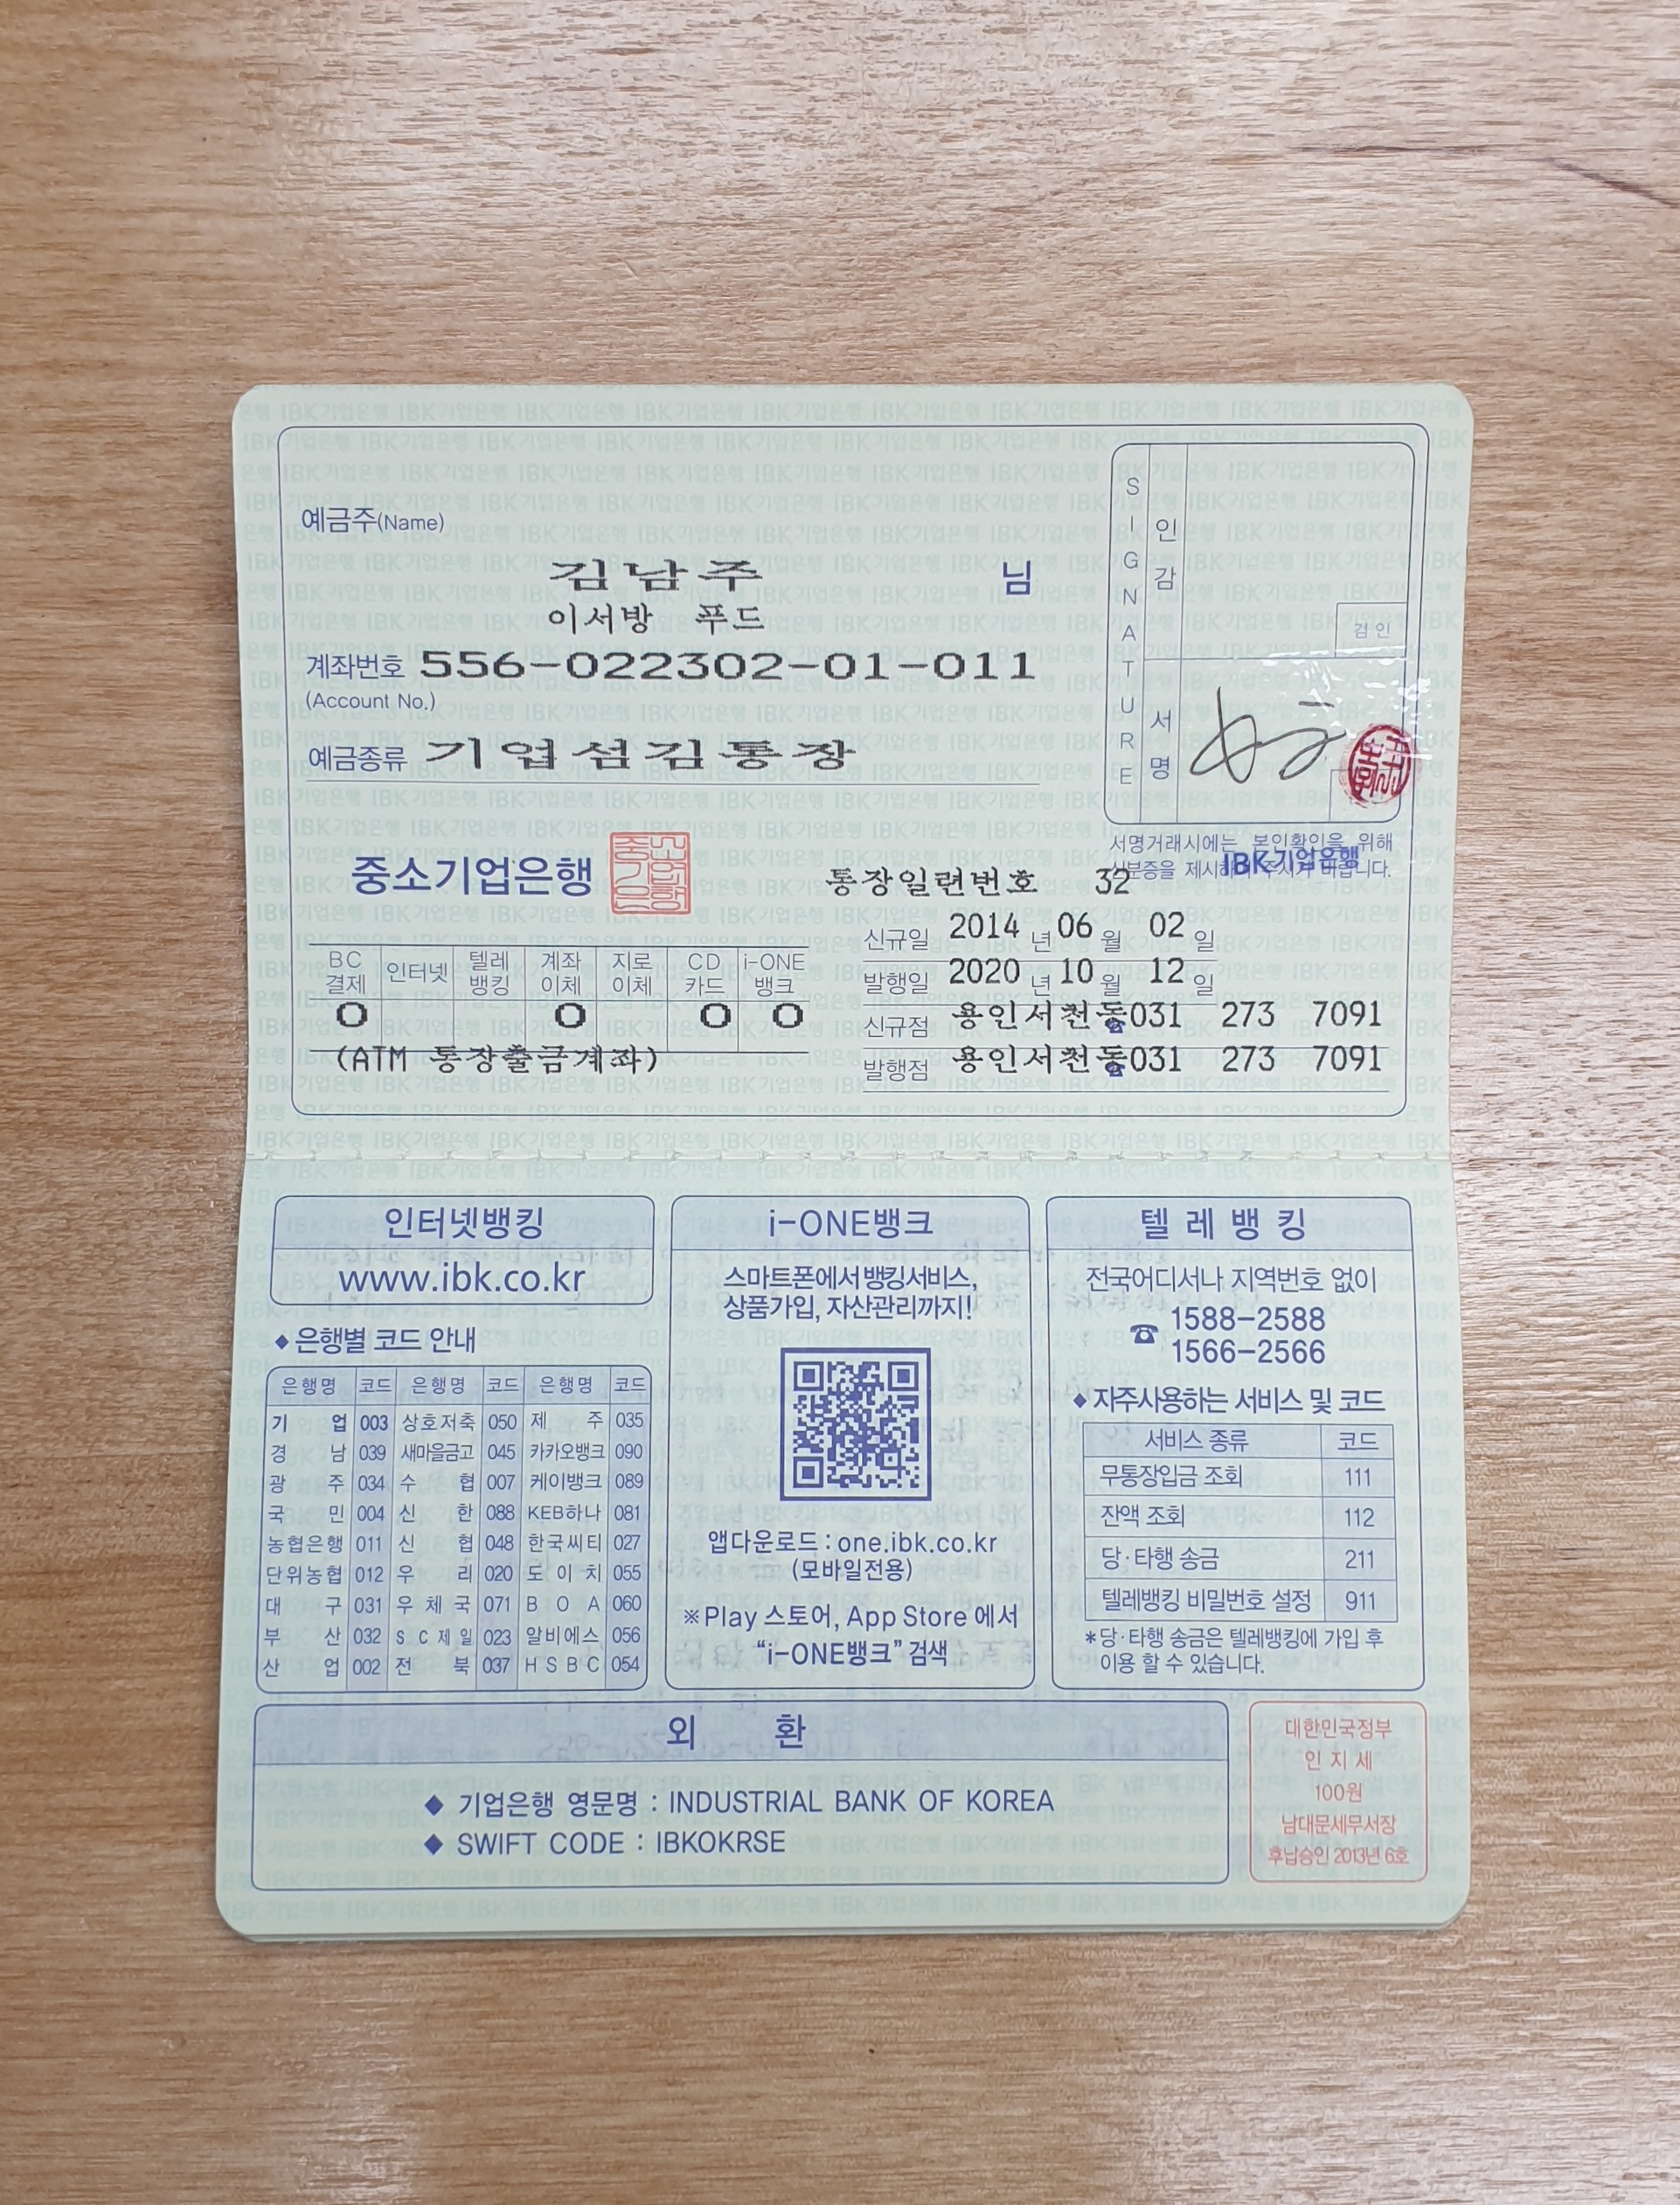 예금주(Name)
김남주 님
이서방 푸드
계좌번호 556-022302-01-011
(Account No.)
예금종류 기업섬김통장
SIGNATURE
인감
검인
서명
서명거래시에는 본인확인을 위해
신분증을 제시하여 주시기 바랍니다.
IBK기업은행
중소기업은행
통장일련번호 32
신규일 2014 년 06 월 02 일
발행일 2020 년 10 월 12 일
신규점 용인서천동☎031 273 7091
발행점 용인서천동☎031 273 7091
BC결제 인터넷 텔레뱅킹 계좌이체 지로이체 CD카드 i-ONE뱅크
O O O O
(ATM 통장출금계좌)
인터넷뱅킹
www.ibk.co.kr
◆ 은행별 코드 안내
은행명 코드 은행명 코드 은행명 코드
기 업 003 상호저축 050 제 주 035
경 남 039 새마을금고 045 카카오뱅크 090
광 주 034 수 협 007 케이뱅크 089
국 민 004 신 한 088 KEB하나 081
농협은행 011 신 협 048 한국씨티 027
단위농협 012 우 리 020 도 이 치 055
대 구 031 우 체 국 071 B O A 060
부 산 032 S C 제 일 023 알비에스 056
산 업 002 전 북 037 H S B C 054
i-ONE뱅크
스마트폰에서 뱅킹서비스,
상품가입, 자산관리까지!
앱다운로드 : one.ibk.co.kr
(모바일전용)
※Play 스토어, App Store 에서
“i-ONE뱅크” 검색
텔 레 뱅 킹
전국어디서나 지역번호 없이
☎ 1588-2588
1566-2566
◆ 자주사용하는 서비스 및 코드
서비스 종류 코드
무통장입금 조회 111
잔액 조회 112
당·타행 송금 211
텔레뱅킹 비밀번호 설정 911
*당·타행 송금은 텔레뱅킹에 가입 후
이용 할 수 있습니다.
외 환
◆ 기업은행 영문명 : INDUSTRIAL BANK OF KOREA
◆ SWIFT CODE : IBKOKRSE
대한민국정부
인 지 세
100원
남대문세무서장
후납승인 2013년 6호